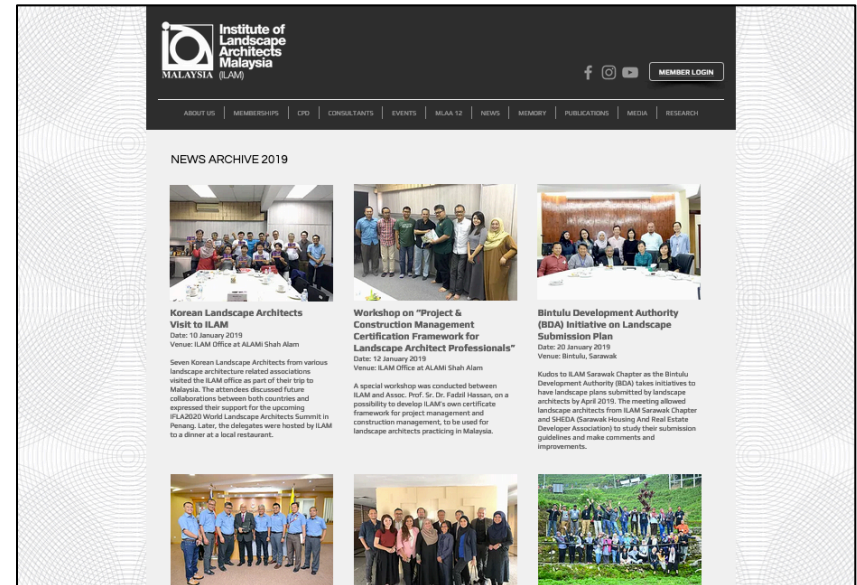 Institute of
Landscape
Architects
Malaysia
MALAYSIA (ILAM)
MEMBER LOGIN
ABOUT US MEMBERSHIPS CPD CONSULTANTS EVENTS MLAA 12 NEWS MEMORY PUBLICATIONS MEDIA RESEARCH
NEWS ARCHIVE 2019
Korean Landscape Architects
Visit to ILAM
Date: 10 January 2019
Venue: ILAM Office at ALAMi Shah Alam
Seven Korean Landscape Architects from various
landscape architecture related associations
visited the ILAM office as part of their trip to
Malaysia. The attendees discussed future
collaborations between both countries and
expressed their support for the upcoming
IFLA2020 World Landscape Architects Summit in
Penang. Later, the delegates were hosted by ILAM
to a dinner at a local restaurant.
Workshop on “Project &
Construction Management
Certification Framework for
Landscape Architect Professionals”
Date: 12 January 2019
Venue: ILAM Office at ALAMi Shah Alam
A special workshop was conducted between
ILAM and Assoc. Prof. Sr. Dr. Fadzil Hassan, on a
possibility to develop ILAM's own certificate
framework for project management and
construction management, to be used for
landscape architects practicing in Malaysia.
Bintulu Development Authority
(BDA) Initiative on Landscape
Submission Plan
Date: 20 January 2019
Venue: Bintulu, Sarawak
Kudos to ILAM Sarawak Chapter as the Bintulu
Development Authority (BDA) takes initiatives to
have landscape plans submitted by landscape
architects by April 2019. The meeting allowed
landscape architects from ILAM Sarawak Chapter
and SHEDA (Sarawak Housing And Real Estate
Developer Association) to study their submission
guidelines and make comments and
improvements.